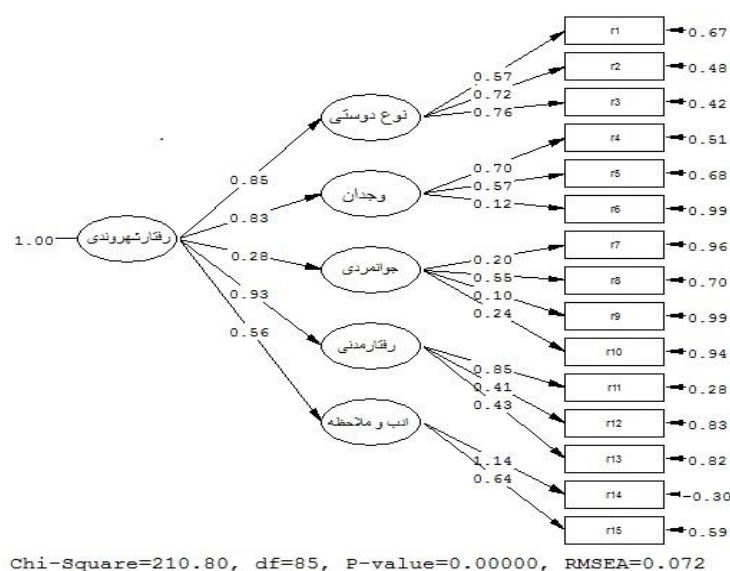 r1
0.67
0.57
r2
0.48
0.72
نوع دوستی
r3
0.42
0.76
r4
0.51
0.70
0.85
r5
0.68
وجدان
0.57
r6
0.99
0.12
0.83
1.00
رفتارشهروندی
r7
0.96
0.20
0.28
جوانمردی
r8
0.70
0.55
0.10
r9
0.99
0.24
0.93
r10
0.94
0.56
رفتارمدنی
0.85
r11
0.28
0.41
0.43
r12
0.83
ادب و ملاحظه
r13
0.82
1.14
0.64
r14
-0.30
r15
0.59
Chi-Square=210.80, df=85, P-value=0.00000, RMSEA=0.072